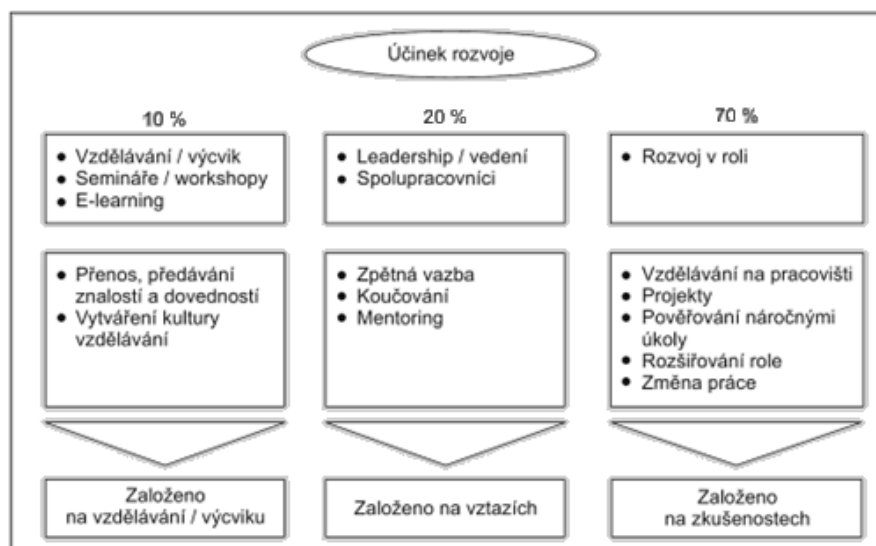 Účinek rozvoje
10 %
20 %
70 %
● Vzdělávání / výcvik
● Semináře / workshopy
● E-learning
● Leadership / vedení
● Spolupracovníci
● Rozvoj v roli
● Přenos, předávání
znalostí a dovedností
● Vytváření kultury
vzdělávání
● Zpětná vazba
● Koučování
● Mentoring
● Vzdělávání na pracovišti
● Projekty
● Pověřování náročnými
úkoly
● Rozšiřování role
● Změna práce
Založeno
na vzdělávání / výcviku
Založeno na vztazích
Založeno
na zkušenostech